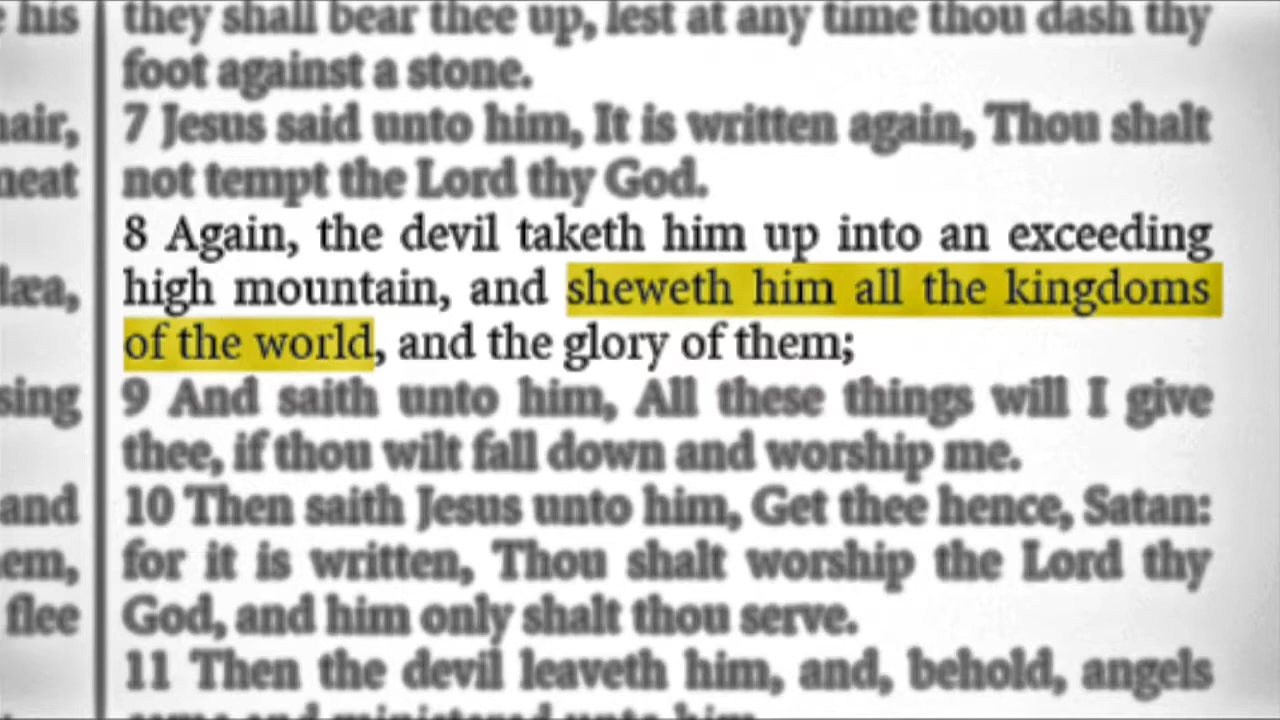 his
hair,
meat
dæa,
sing
and
em,
flee
they shall bear thee up, lest at any time thou dash thy
foot against a stone.
7 Jesus said unto him, It is written again, Thou shalt
not tempt the Lord thy God.
8 Again, the devil taketh him up into an exceeding
high mountain, and sheweth him all the kingdoms
of the world, and the glory of them;
9 And saith unto him, All these things will I give
thee, if thou wilt fall down and worship me.
10 Then saith Jesus unto him, Get thee hence, Satan:
for it is written, Thou shalt worship the Lord thy
God, and him only shalt thou serve.
11 Then the devil leaveth him, and, behold, angels
came and ministered unto him.